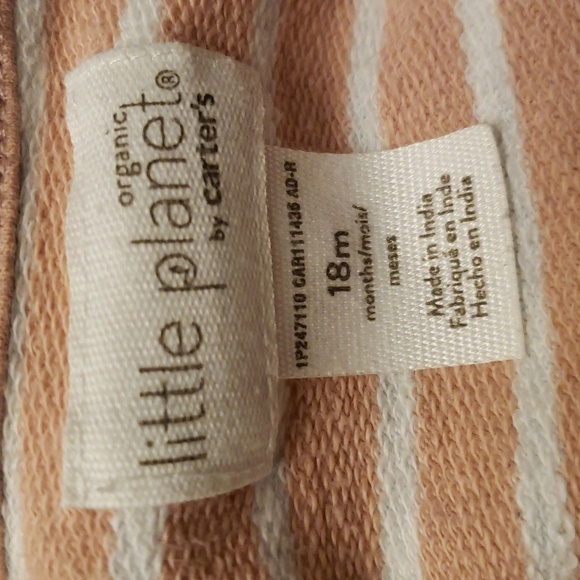 organic
little planet®
by carter's
1P247110 CAR111436 AD-R
18m
months/mois/
meses
Made in India
Fabriqué en Inde
Hecho en India